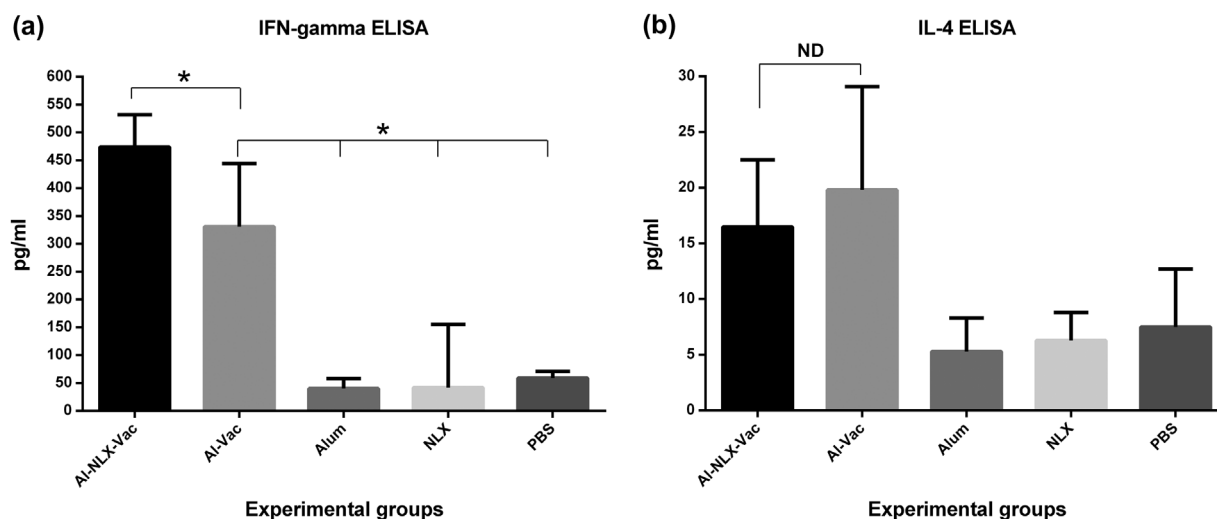 (a)
IFN-gamma ELISA
600
550
500
450
400
350
300
250
200
150
100
50
0
pg/ml
*
*
Al-NLX-Vac
Al-Vac
Alum
NLX
PBS
Experimental groups
(b)
IL-4 ELISA
30
25
20
15
10
5
0
pg/ml
ND
Al-NLX-Vac
Al-Vac
Alum
NLX
PBS
Experimental groups